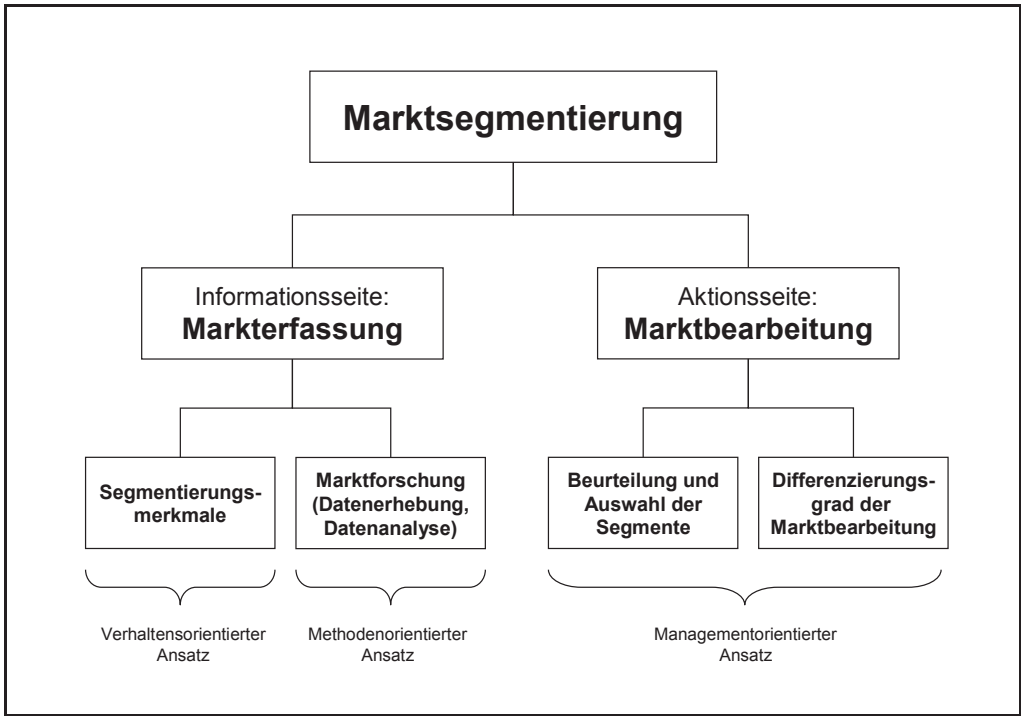 Marktsegmentierung
Informationsseite:
Markterfassung
Aktionsseite:
Marktbearbeitung
Segmentierungs-
merkmale
Marktforschung
(Datenerhebung,
Datenanalyse)
Beurteilung und
Auswahl der
Segmente
Differenzierungs-
grad der
Marktbearbeitung
Verhaltensorientierter
Ansatz
Methodenorientierter
Ansatz
Managementorientierter
Ansatz